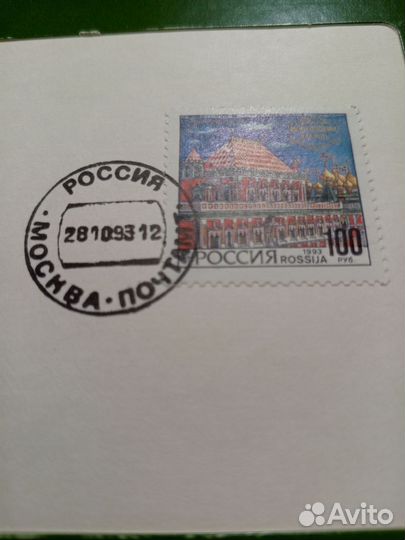 РОССИЯ
28 10 93 12
МОСКВА · ПОЧТАМТ
100
1993
РОССИЯ ROSSIJA РУБ.
Avito